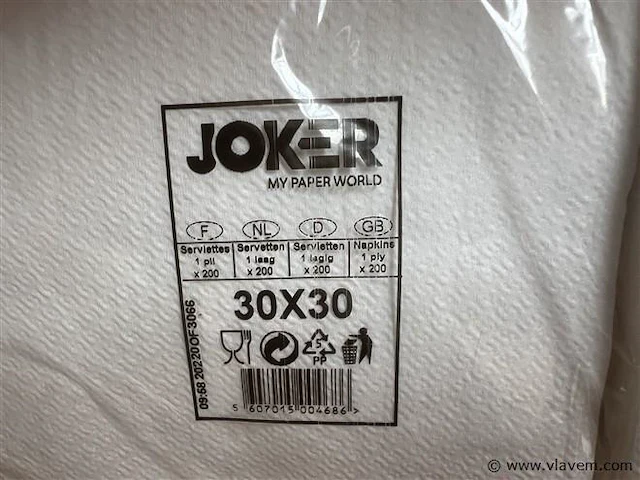 JOKER
MY PAPER WORLD
F NL D GB
Serviettes Servetten Servietten Napkins
1 pli 1 laag 1 lagig 1 ply
x 200 x 200 x 200 x 200
30X30
09:58 20220OF3066
5
PP
5 607015 004686 >
© www.vlavem.com